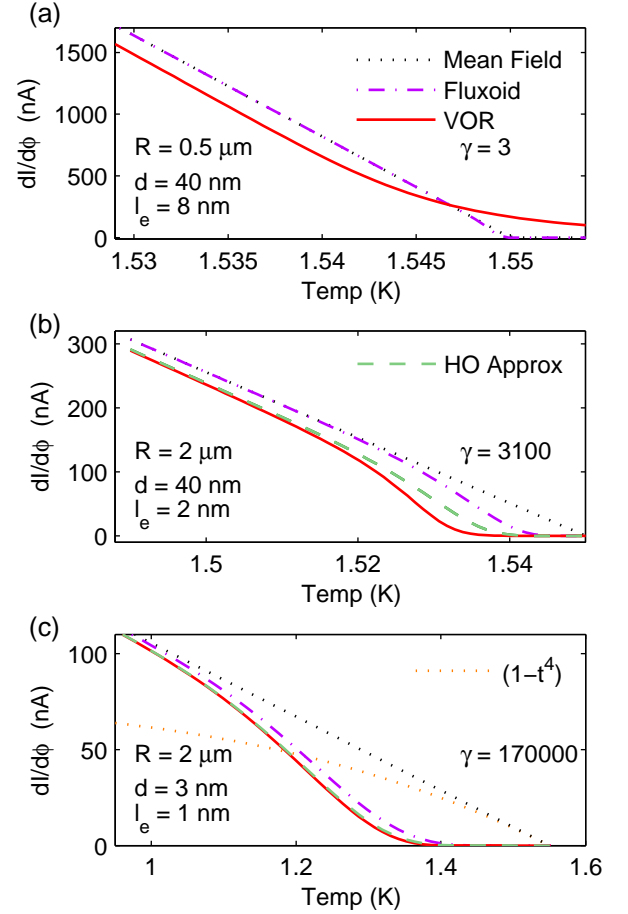 (a)
1500
1000
500
0
dI/dϕ (nA)
Mean Field
Fluxoid
VOR
R = 0.5 μm
d = 40 nm
l_e = 8 nm
γ = 3
1.53
1.535
1.54
1.545
1.55
Temp (K)
(b)
300
200
100
0
dI/dϕ (nA)
HO Approx
R = 2 μm
d = 40 nm
l_e = 2 nm
γ = 3100
1.5
1.52
1.54
Temp (K)
(c)
100
50
0
dI/dϕ (nA)
(1−t⁴)
R = 2 μm
d = 3 nm
l_e = 1 nm
γ = 170000
1
1.2
1.4
1.6
Temp (K)